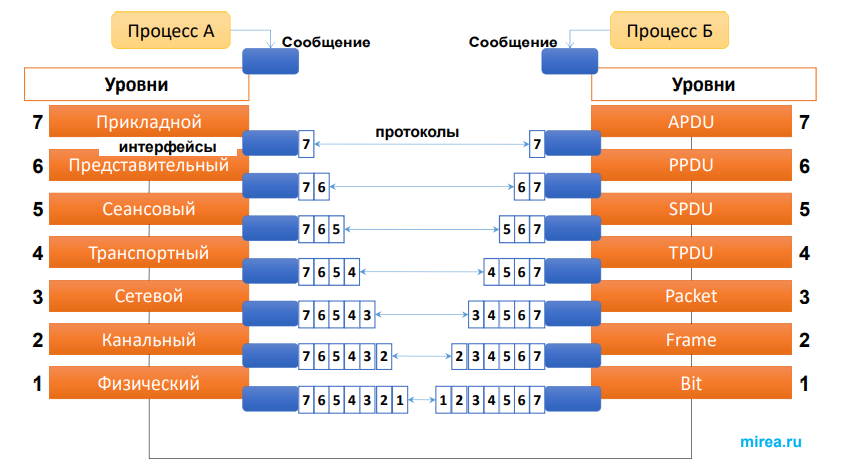 Процесс А
Процесс Б
Сообщение
Сообщение
Уровни
Уровни
7 Прикладной
7 протоколы 7
APDU 7
интерфейсы
6 Представительный
7 6
6 7
PPDU 6
5 Сеансовый
7 6 5
5 6 7
SPDU 5
4 Транспортный
7 6 5 4
4 5 6 7
TPDU 4
3 Сетевой
7 6 5 4 3
3 4 5 6 7
Packet 3
2 Канальный
7 6 5 4 3 2
2 3 4 5 6 7
Frame 2
1 Физический
7 6 5 4 3 2 1
1 2 3 4 5 6 7
Bit 1
mirea.ru